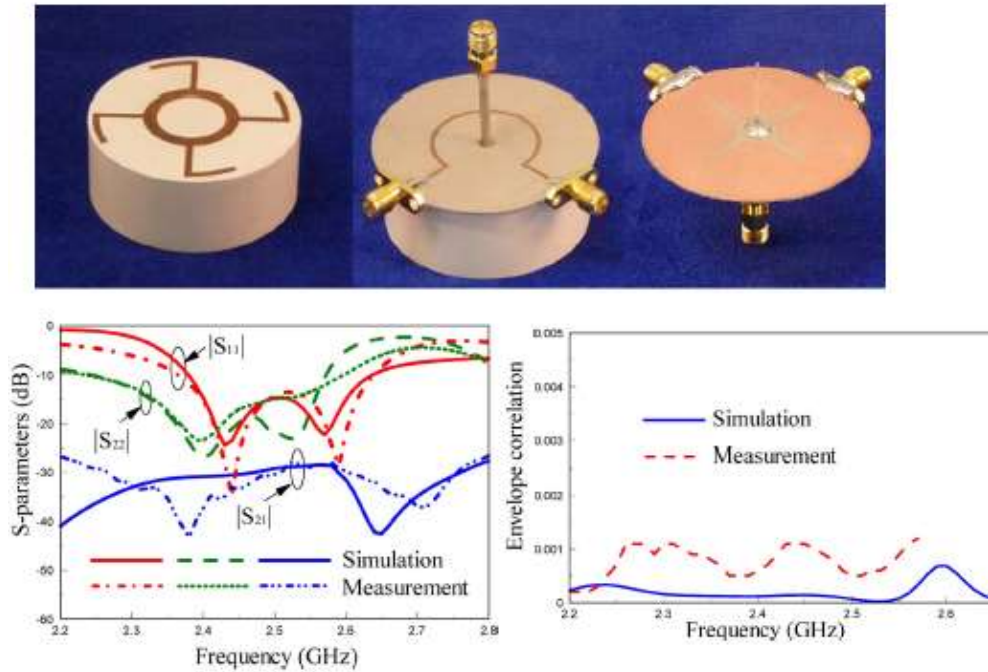 0
-10
-20
-30
-40
-50
-60
S-parameters (dB)
|S11|
|S22|
|S21|
Simulation
Measurement
2.2 2.3 2.4 2.5 2.6 2.7 2.8
Frequency (GHz)
0.005
0.004
0.003
0.002
0.001
0
Envelope correlation
Simulation
Measurement
2.2 2.3 2.4 2.5 2.6
Frequency (GHz)